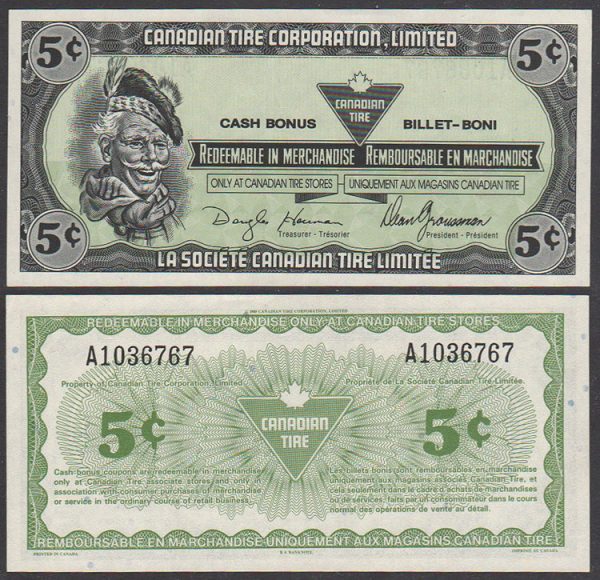 5¢ CANADIAN TIRE CORPORATION, LIMITED 5¢
CANADIAN
TIRE
CASH BONUS BILLET-BONI
REDEEMABLE IN MERCHANDISE REMBOURSABLE EN MARCHANDISE
ONLY AT CANADIAN TIRE STORES UNIQUEMENT AUX MAGASINS CANADIAN TIRE
Dean Groussman
Treasurer - Trésorier President - Président
5¢ LA SOCIÉTÉ CANADIAN TIRE LIMITÉE 5¢
CANADIAN TIRE CORPORATION, LIMITED
REDEEMABLE IN MERCHANDISE ONLY AT CANADIAN TIRE STORES
A1036767 A1036767
Property of Canadian Tire Corporation, Limited. Propriété de La Société Canadian Tire Limitée.
5¢ CANADIAN TIRE 5¢
Cash bonus coupons are redeemable in merchandise
only at Canadian Tire associate stores and only in
association with consumer purchases of merchandise
or service in the ordinary course of retail business.
Les billets bonis sont remboursables en marchandise
uniquement aux magasins associés Canadian Tire, et
cela seulement dans le cadre d'achats de marchandises
ou de services, faits par un consommateur dans le cours
normal des opérations de vente au détail.
REMBOURSABLE EN MARCHANDISE UNIQUEMENT AUX MAGASINS CANADIAN TIRE
PRINTED IN CANADA IMPRIMÉ AU CANADA